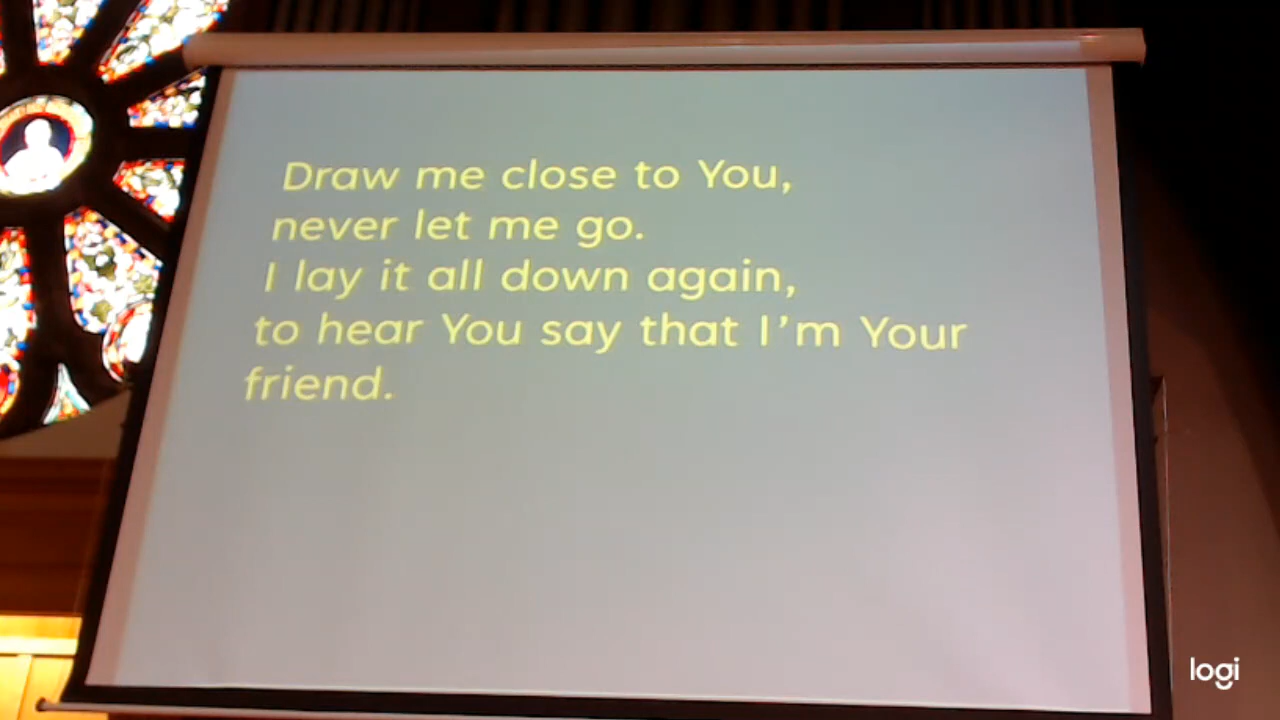 Draw me close to You,
never let me go.
I lay it all down again,
to hear You say that I’m Your
friend.
logi